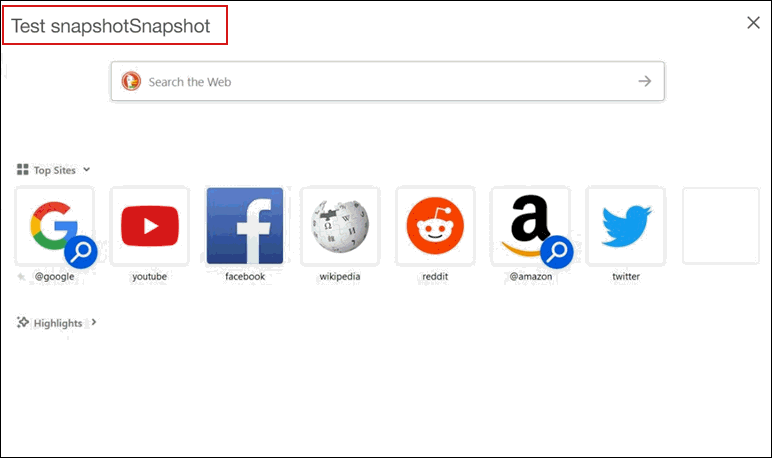 Test snapshotSnapshot
Search the Web
Top Sites
@google
youtube
facebook
wikipedia
reddit
@amazon
twitter
Highlights